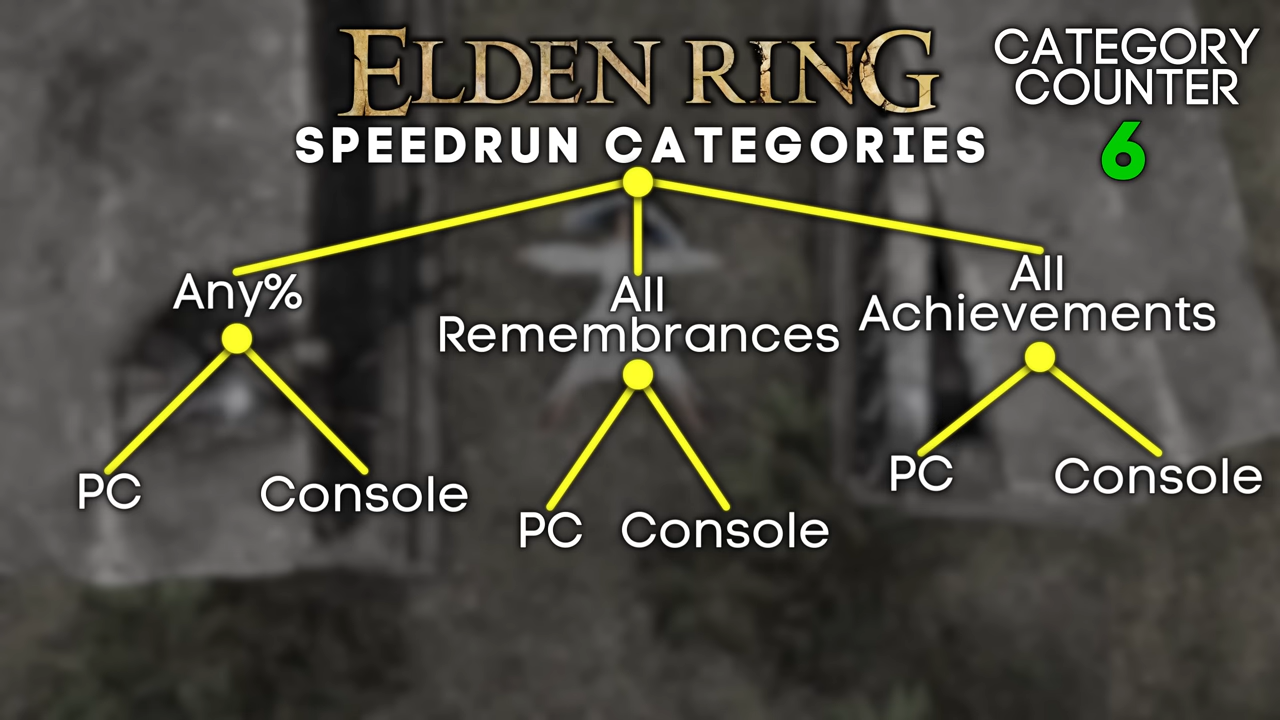 ELDEN RING
SPEEDRUN CATEGORIES
CATEGORY
COUNTER
6
Any%
All
Remembrances
All
Achievements
PC
Console
PC
Console
PC
Console